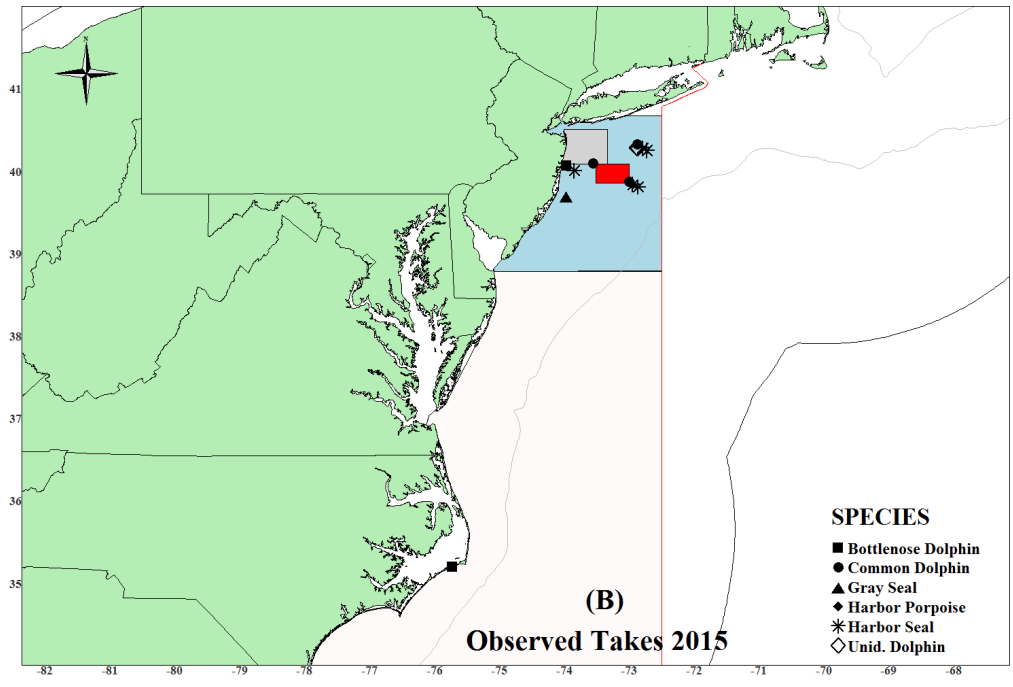 N
41
40
39
38
37
36
35
SPECIES
Bottlenose Dolphin
Common Dolphin
Gray Seal
Harbor Porpoise
Harbor Seal
Unid. Dolphin
(B)
Observed Takes 2015
-82 -81 -80 -79 -78 -77 -76 -75 -74 -73 -72 -71 -70 -69 -68